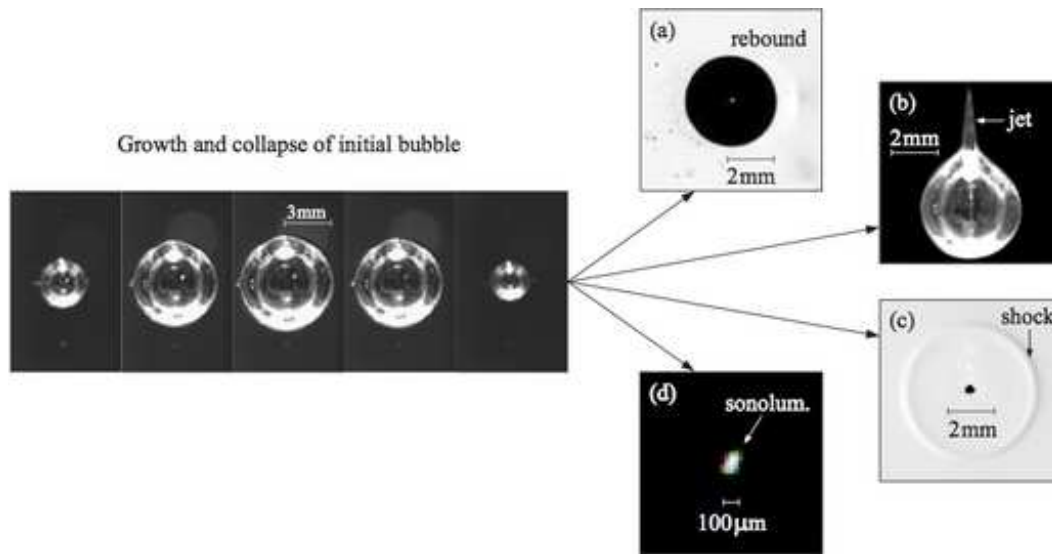 Growth and collapse of initial bubble
3mm
(a)
rebound
2mm
(b)
jet
2mm
(c)
shock
2mm
(d)
sonolum.
100µm